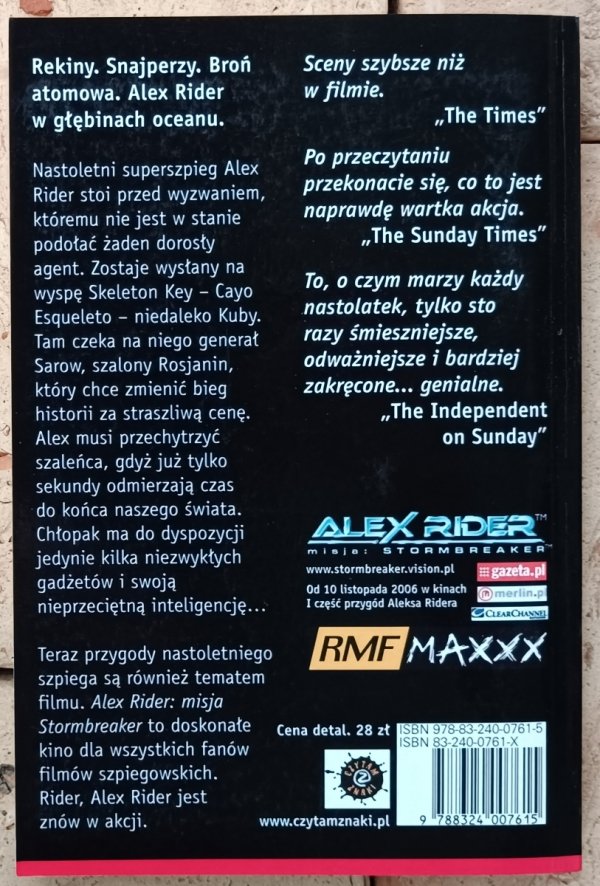 Rekiny. Snajperzy. Broń
atomowa. Alex Rider
w głębinach oceanu.
Nastoletni superszpieg Alex
Rider stoi przed wyzwaniem,
któremu nie jest w stanie
podołać żaden dorosły
agent. Zostaje wysłany na
wyspę Skeleton Key – Cayo
Esqueleto – niedaleko Kuby.
Tam czeka na niego generał
Sarow, szalony Rosjanin,
który chce zmienić bieg
historii za straszliwą cenę.
Alex musi przechytrzyć
szaleńca, gdyż już tylko
sekundy odmierzają czas
do końca naszego świata.
Chłopak ma do dyspozycji
jedynie kilka niezwykłych
gadżetów i swoją
nieprzeciętną inteligencję...
Teraz przygody nastoletniego
szpiega są również tematem
filmu. Alex Rider: misja
Stormbreaker to doskonałe
kino dla wszystkich fanów
filmów szpiegowskich.
Rider, Alex Rider jest
znów w akcji.
Sceny szybsze niż
w filmie.
„The Times”
Po przeczytaniu
przekonacie się, co to jest
naprawdę wartka akcja.
„The Sunday Times”
To, o czym marzy każdy
nastolatek, tylko sto
razy śmieszniejsze,
odważniejsze i bardziej
zakręcone... genialne.
„The Independent
on Sunday”
ALEX RIDER™
misja: STORMBREAKER™
www.stormbreaker.vision.pl
Od 10 listopada 2006 w kinach
I część przygód Aleksa Ridera
gazeta.pl
merlin.pl
CLEARCHANNEL
RMF MAXXX
Cena detal. 28 zł
CZYTAM
2
ZNAKI
www.czytamznaki.pl
ISBN 978-83-240-0761-5
ISBN 83-240-0761-X
9 788324 007615